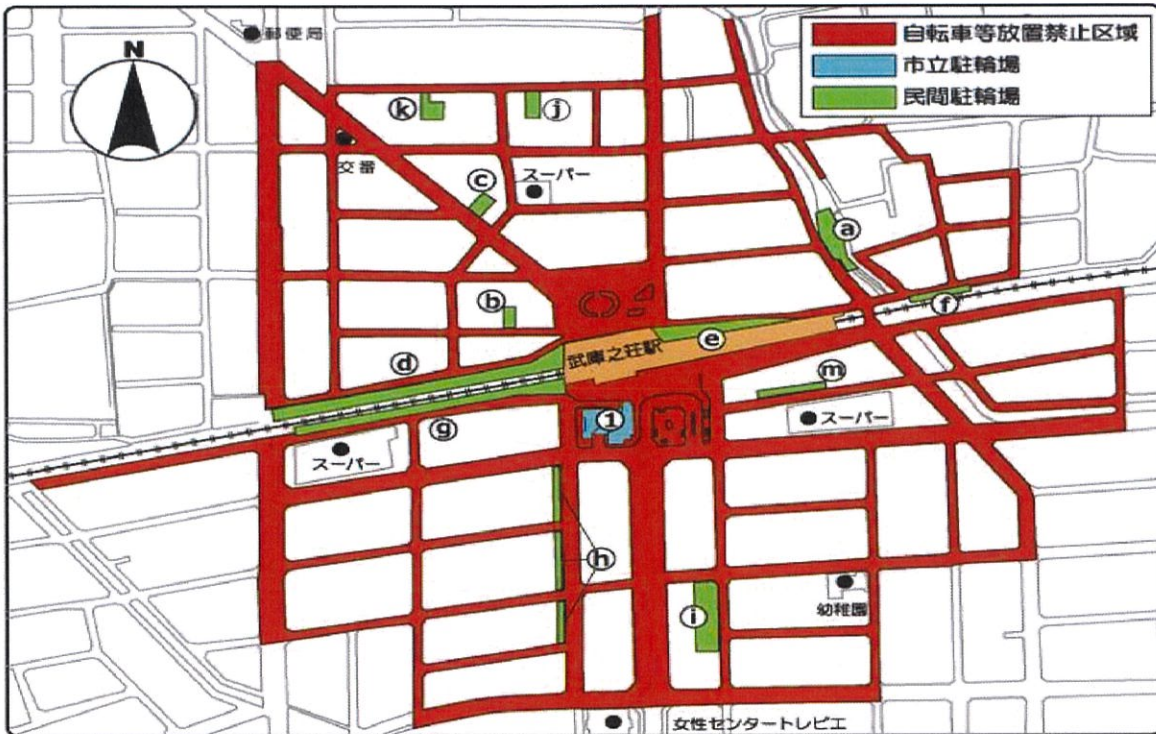 郵便局
N
自転車等放置禁止区域
市立駐輪場
民間駐輪場
k
j
交番
c
スーパー
a
b
f
武庫之荘駅
e
d
m
1
スーパー
g
スーパー
h
i
幼稚園
女性センタートレピエ